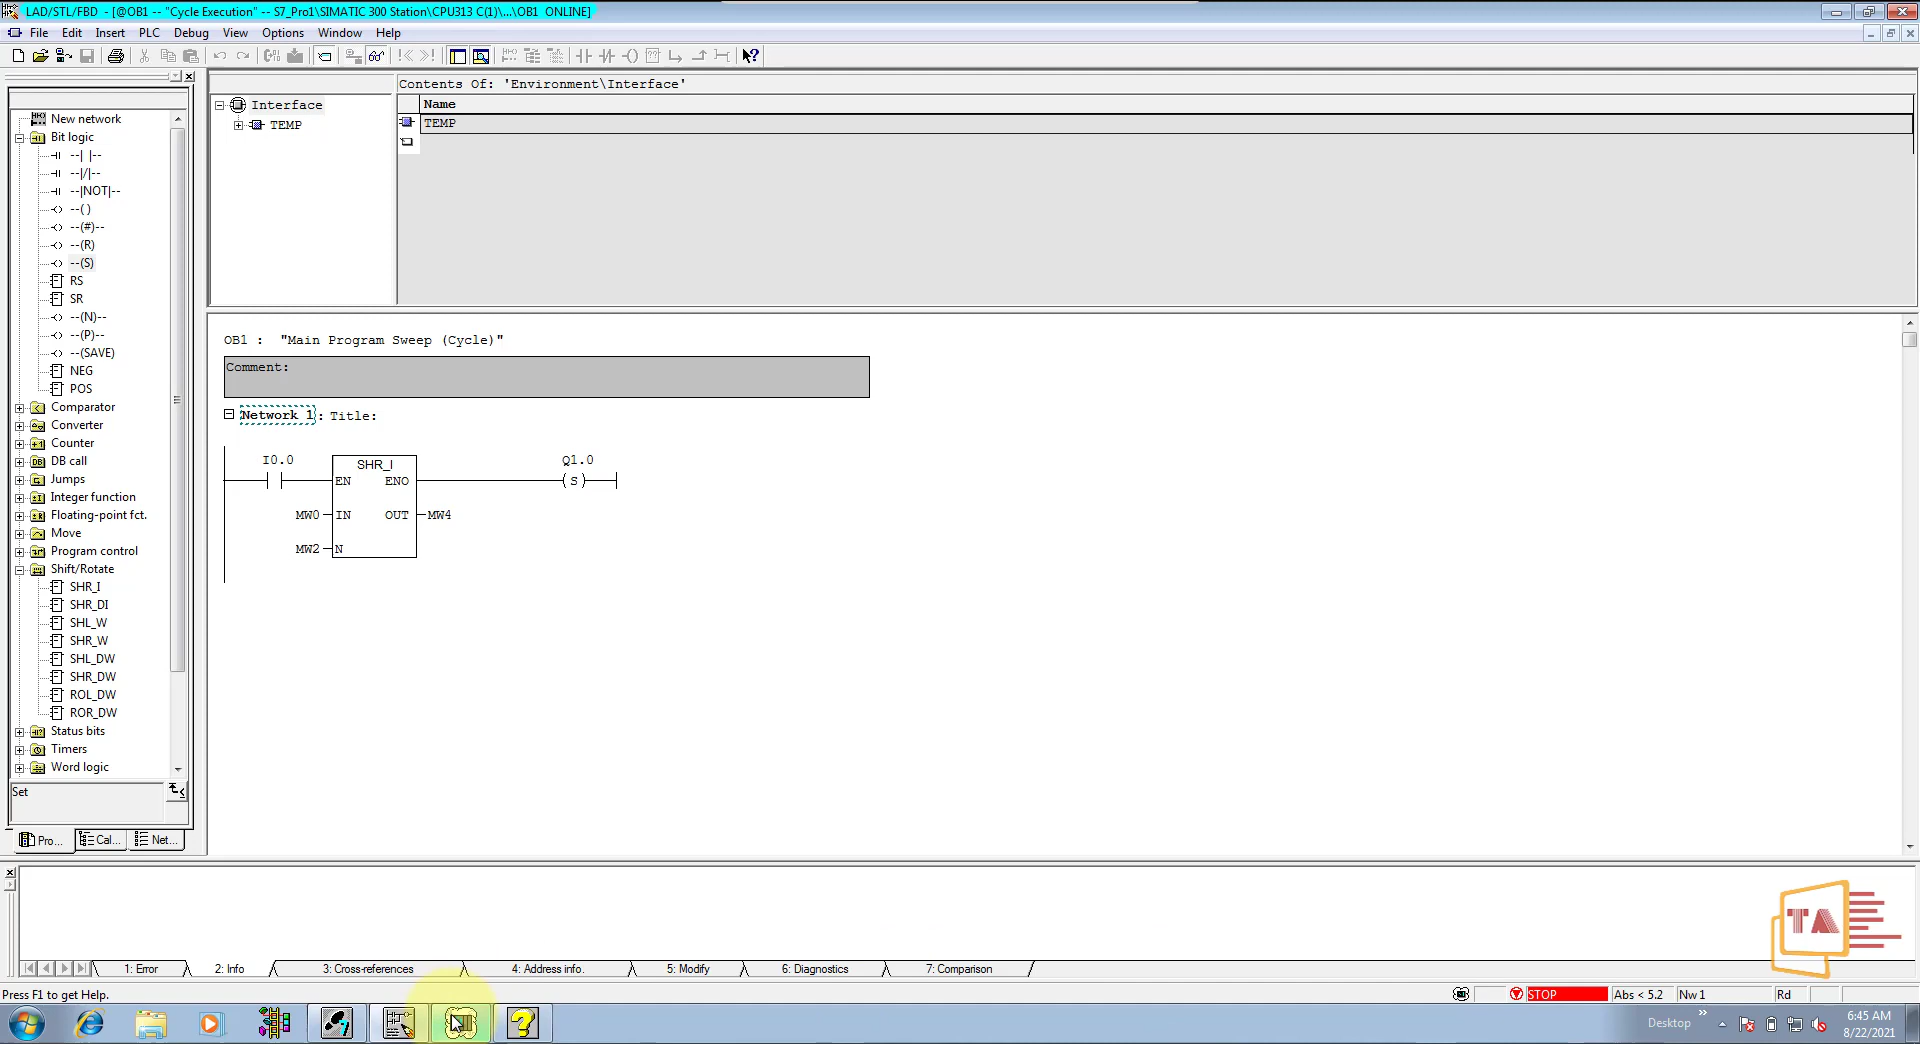 LAD/STL/FBD - [@OB1 -- "Cycle Execution" -- S7_Pro1\SIMATIC 300 Station\CPU313 C(1)\...\OB1 ONLINE]
File Edit Insert PLC Debug View Options Window Help
Contents Of: 'Environment\Interface'
Interface
TEMP
Name
TEMP
New network
Bit logic
--| |--
--|/|--
--|NOT|--
--( )
--(#)--
--(R)
--(S)
RS
SR
--(N)--
--(P)--
--(SAVE)
NEG
POS
Comparator
Converter
Counter
DB call
Jumps
Integer function
Floating-point fct.
Move
Program control
Shift/Rotate
SHR_I
SHR_DI
SHL_W
SHR_W
SHL_DW
SHR_DW
ROL_DW
ROR_DW
Status bits
Timers
Word logic
Set
Pro... Cal... Net...
OB1 : "Main Program Sweep (Cycle)"
Comment:
Network 1: Title:
I0.0 SHR_I Q1.0
EN ENO (S)
MW0 IN OUT MW4
MW2 N
TA
1: Error 2: Info 3: Cross-references 4: Address info. 5: Modify 6: Diagnostics 7: Comparison
Press F1 to get Help. STOP Abs < 5.2 Nw 1 Rd
Desktop » 6:45 AM
8/22/2021